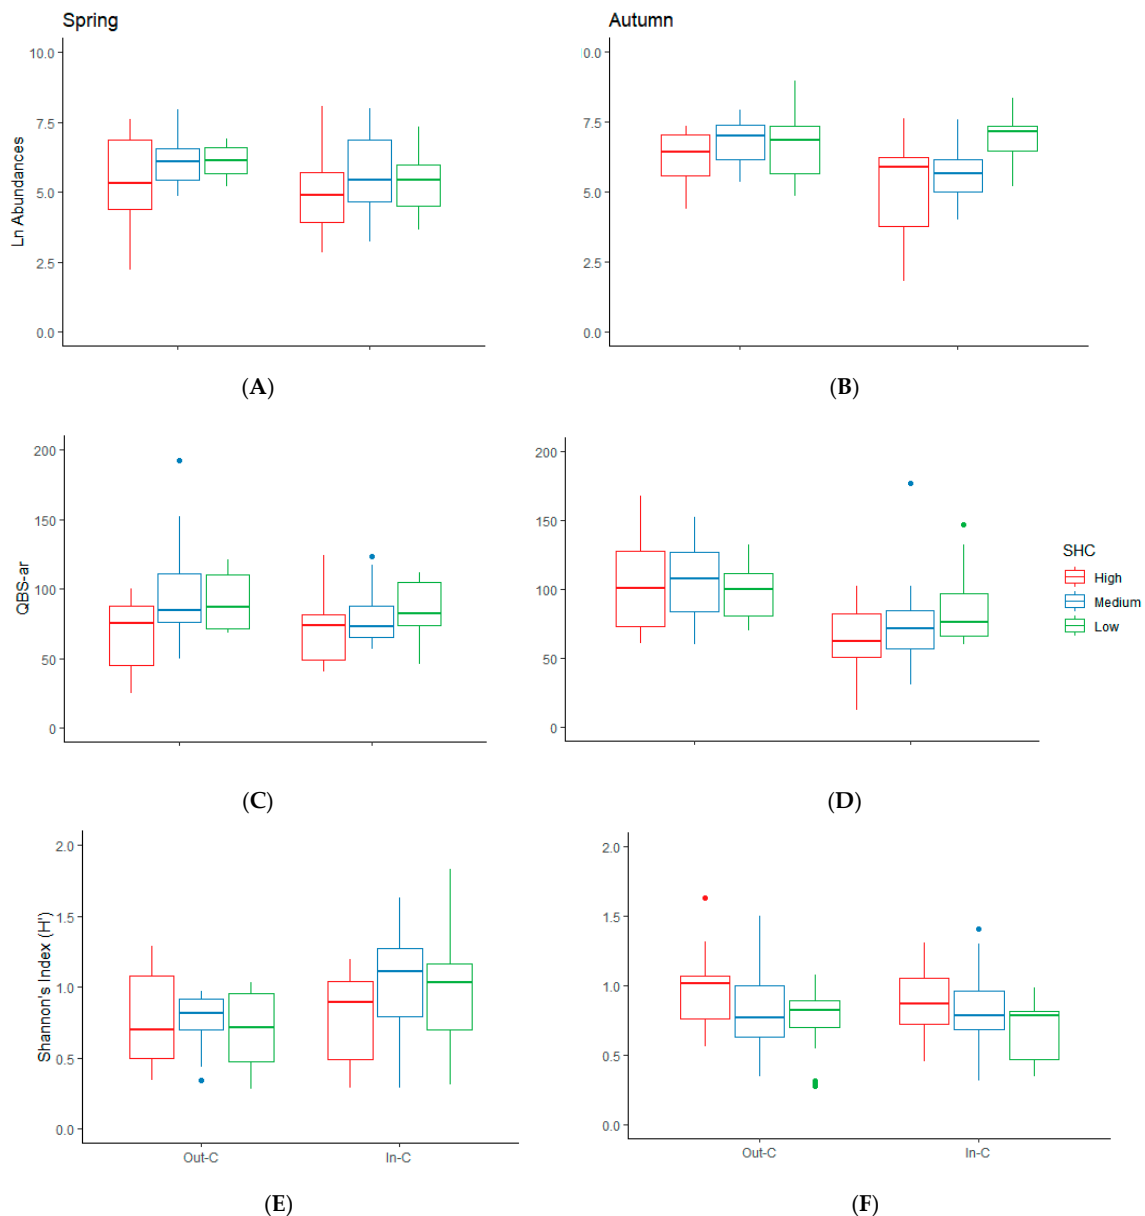 Spring
Autumn
Ln Abundances
10.0
7.5
5.0
2.5
0.0
10.0
7.5
5.0
2.5
0.0
(A)
(B)
QBS-ar
200
150
100
50
0
200
150
100
50
0
SHC
High
Medium
Low
(C)
(D)
Shannon's Index (H')
2.0
1.5
1.0
0.5
0.0
Out-C
In-C
2.0
1.5
1.0
0.5
0.0
Out-C
In-C
(E)
(F)